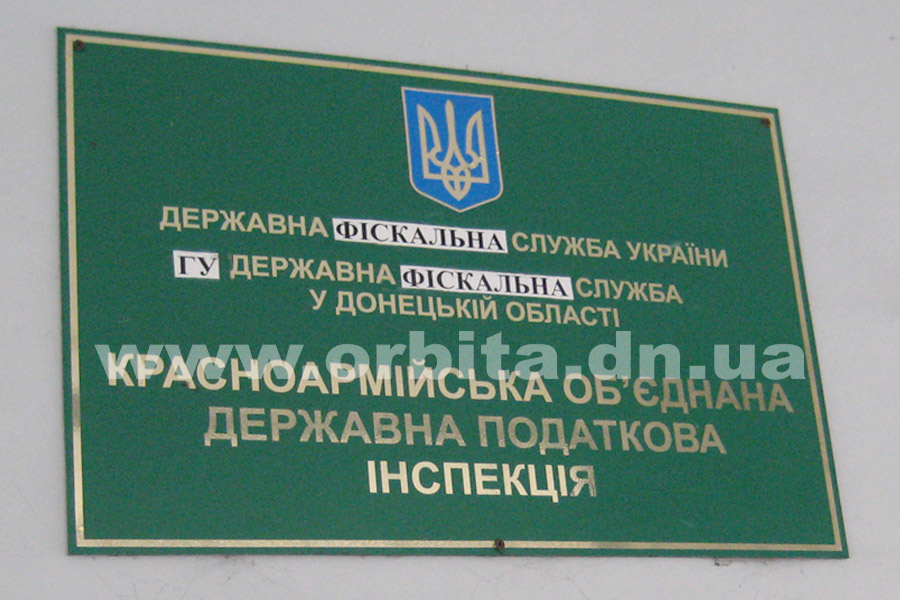 ДЕРЖАВНА ФІСКАЛЬНА СЛУЖБА УКРАЇНИ
ГУ ДЕРЖАВНА ФІСКАЛЬНА СЛУЖБА
У ДОНЕЦЬКІЙ ОБЛАСТІ
www.orbita.dn.ua
КРАСНОАРМІЙСЬКА ОБ’ЄДНАНА
ДЕРЖАВНА ПОДАТКОВА
ІНСПЕКЦІЯ